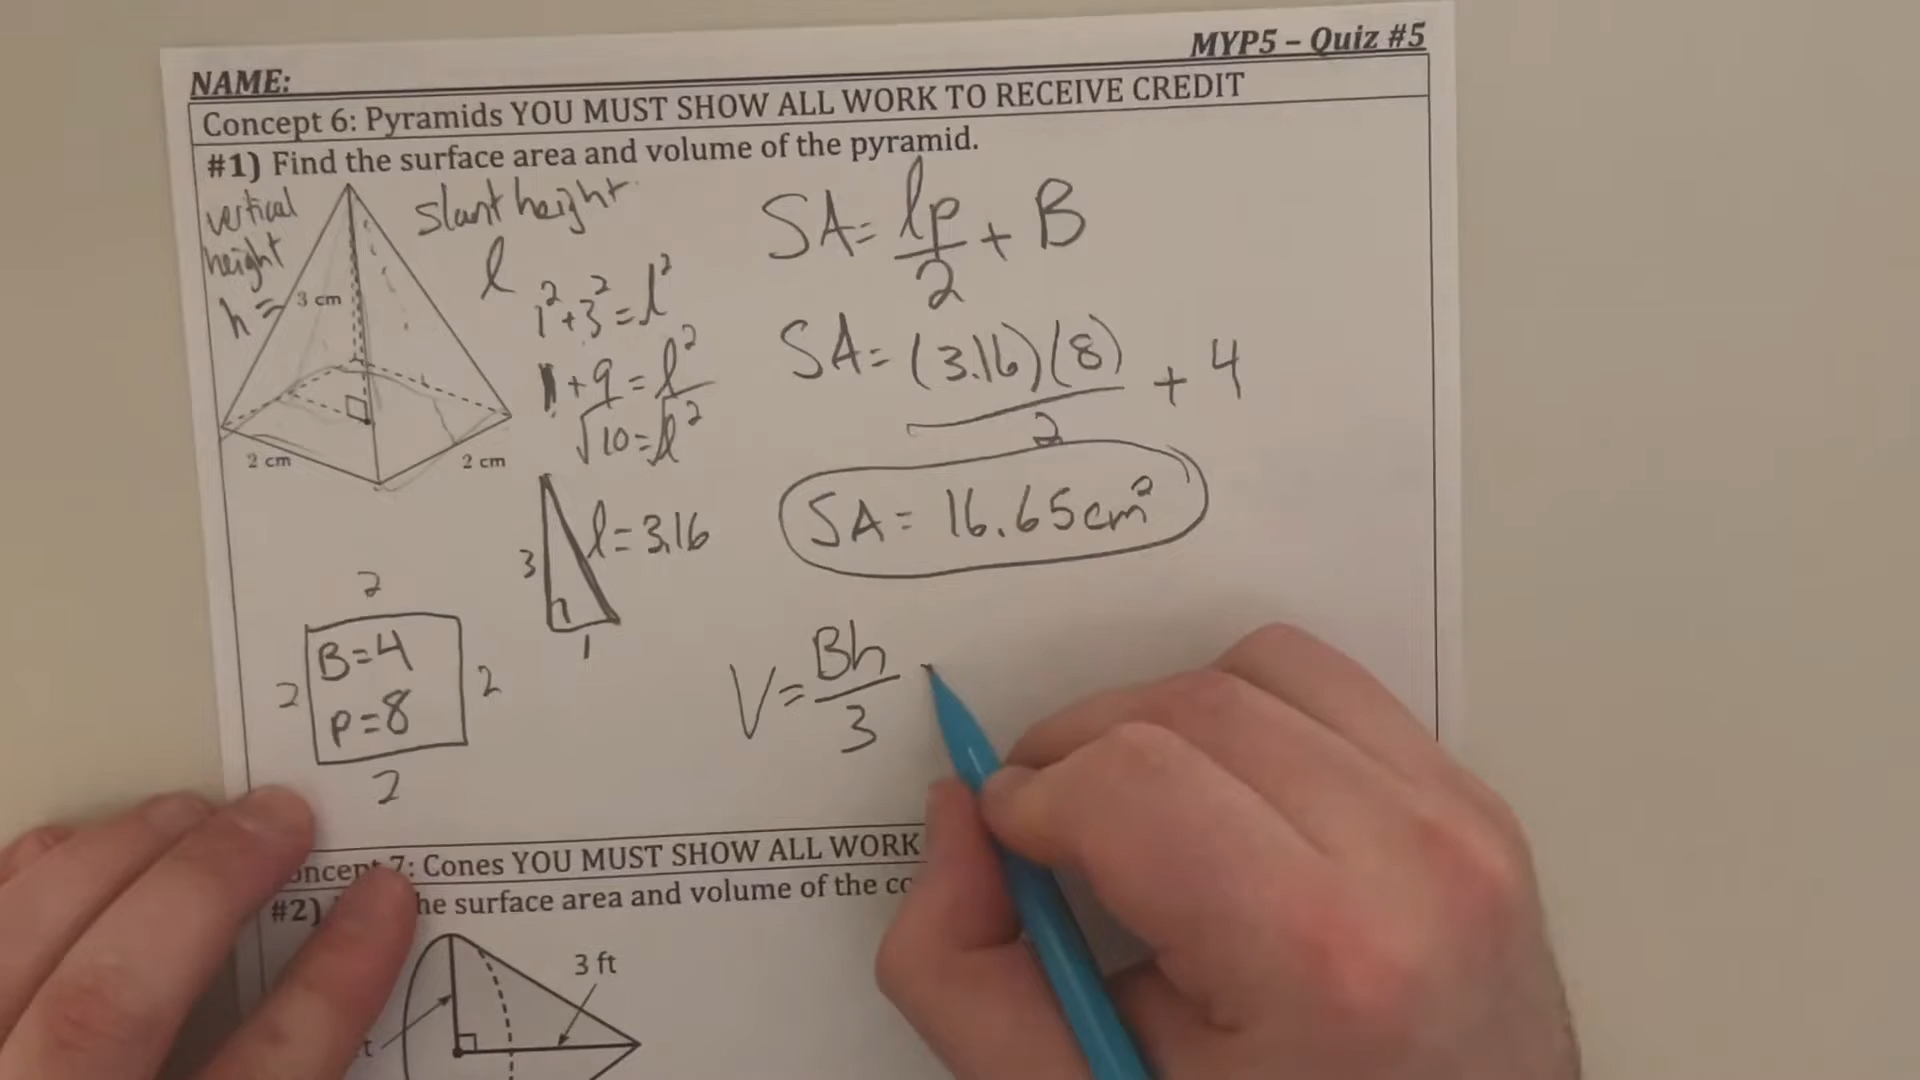 MYP5 – Quiz #5
NAME:
Concept 6: Pyramids YOU MUST SHOW ALL WORK TO RECEIVE CREDIT
#1) Find the surface area and volume of the pyramid.
vertical
height
h =
3 cm
2 cm
2 cm
slant height
l
1² + 3² = l²
1 + 9 = l²
√10 = l²
3
l = 3.16
1
2
2
B = 4
P = 8
2
2
SA = lp/2 + B
SA = (3.16)(8)/2 + 4
SA = 16.65 cm²
V = Bh/3
oncept 7: Cones YOU MUST SHOW ALL WORK
#2) he surface area and volume of the co
3 ft
t